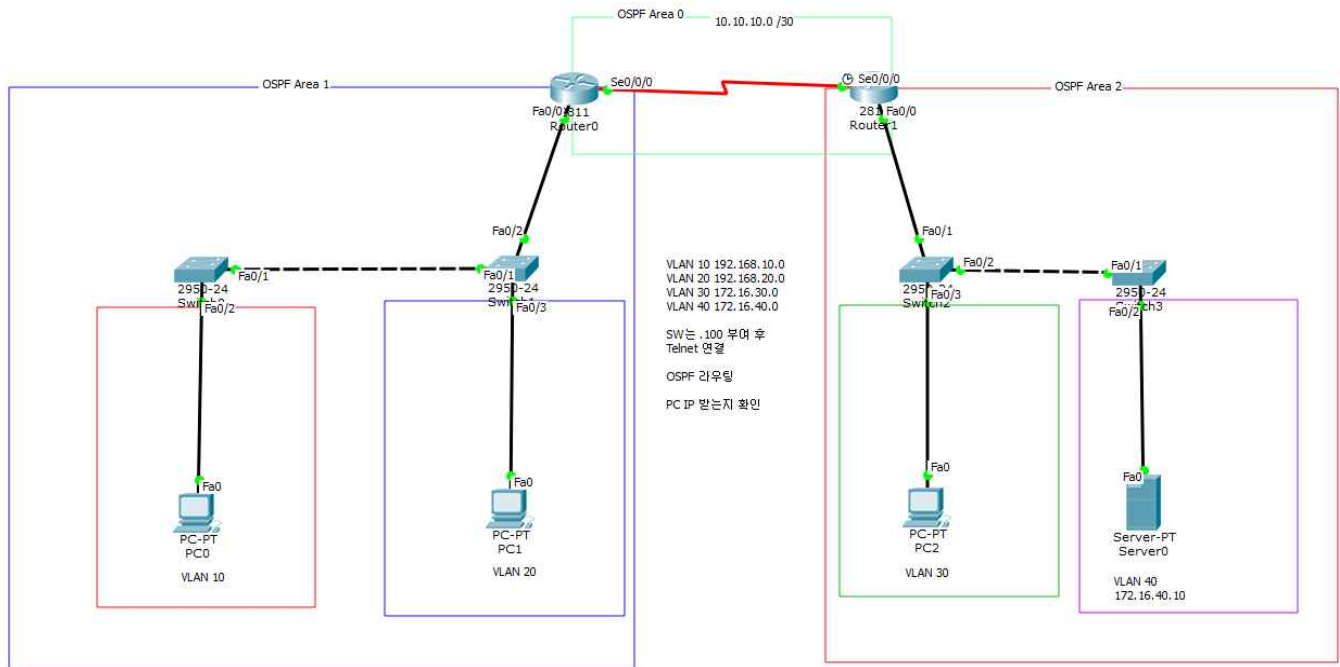 OSPF Area 0
10.10.10.0 /30
OSPF Area 1
Se0/0/0
Se0/0/0
OSPF Area 2
Fa0/0
Router0
Fa0/0
Router1
Fa0/2
Fa0/1
Fa0/1
Fa0/1
Fa0/2
Fa0/1
2950-24
Fa0/2
2950-24
Fa0/3
Fa0/3
2950-24
Fa0/2
VLAN 10 192.168.10.0
VLAN 20 192.168.20.0
VLAN 30 172.16.30.0
VLAN 40 172.16.40.0
SW는 .100 부여 후
Telnet 연결
OSPF 라우팅
PC IP 받는지 확인
Fa0
PC-PT
PC0
VLAN 10
Fa0
PC-PT
PC1
VLAN 20
Fa0
PC-PT
PC2
VLAN 30
Fa0
Server-PT
Server0
VLAN 40
172.16.40.10